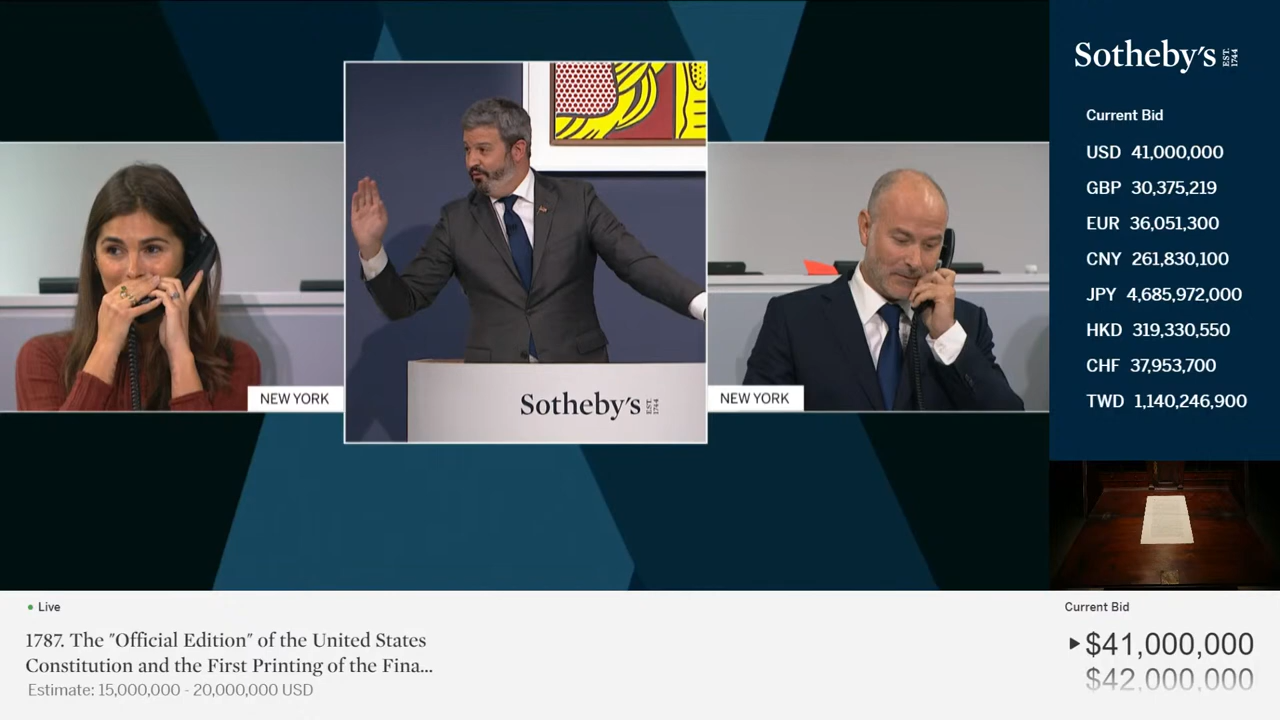 Sotheby's EST. 1744
Current Bid
USD 41,000,000
GBP 30,375,219
EUR 36,051,300
CNY 261,830,100
JPY 4,685,972,000
HKD 319,330,550
CHF 37,953,700
TWD 1,140,246,900
NEW YORK
Sotheby's EST. 1744
NEW YORK
Live
1787. The "Official Edition" of the United States
Constitution and the First Printing of the Fina...
Estimate: 15,000,000 - 20,000,000 USD
Current Bid
$41,000,000
$42,000,000